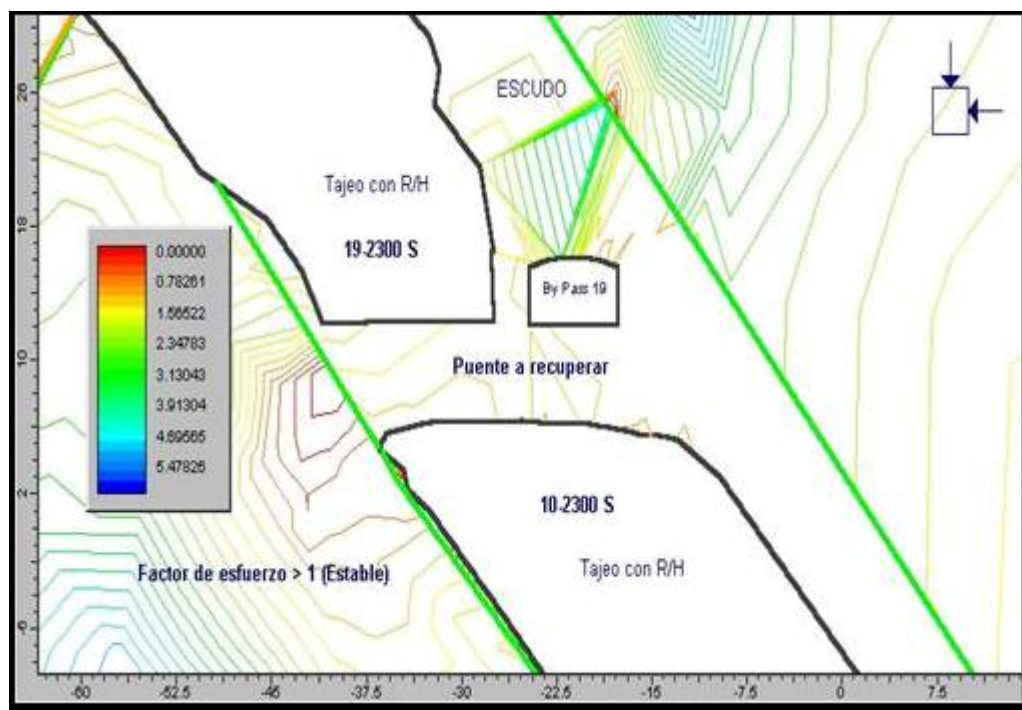 ESCUDO
Tajeo con R/H
19-2300 S
By Pass 19
Puente a recuperar
10-2300 S
Tajeo con R/H
Factor de esfuerzo > 1 (Estable)
0.00000
0.78261
1.56522
2.34783
3.13043
3.91304
4.69565
5.47826
26
18
10
2
-6
-60 -52.5 -45 -37.5 -30 -22.5 -15 -7.5 0 7.5